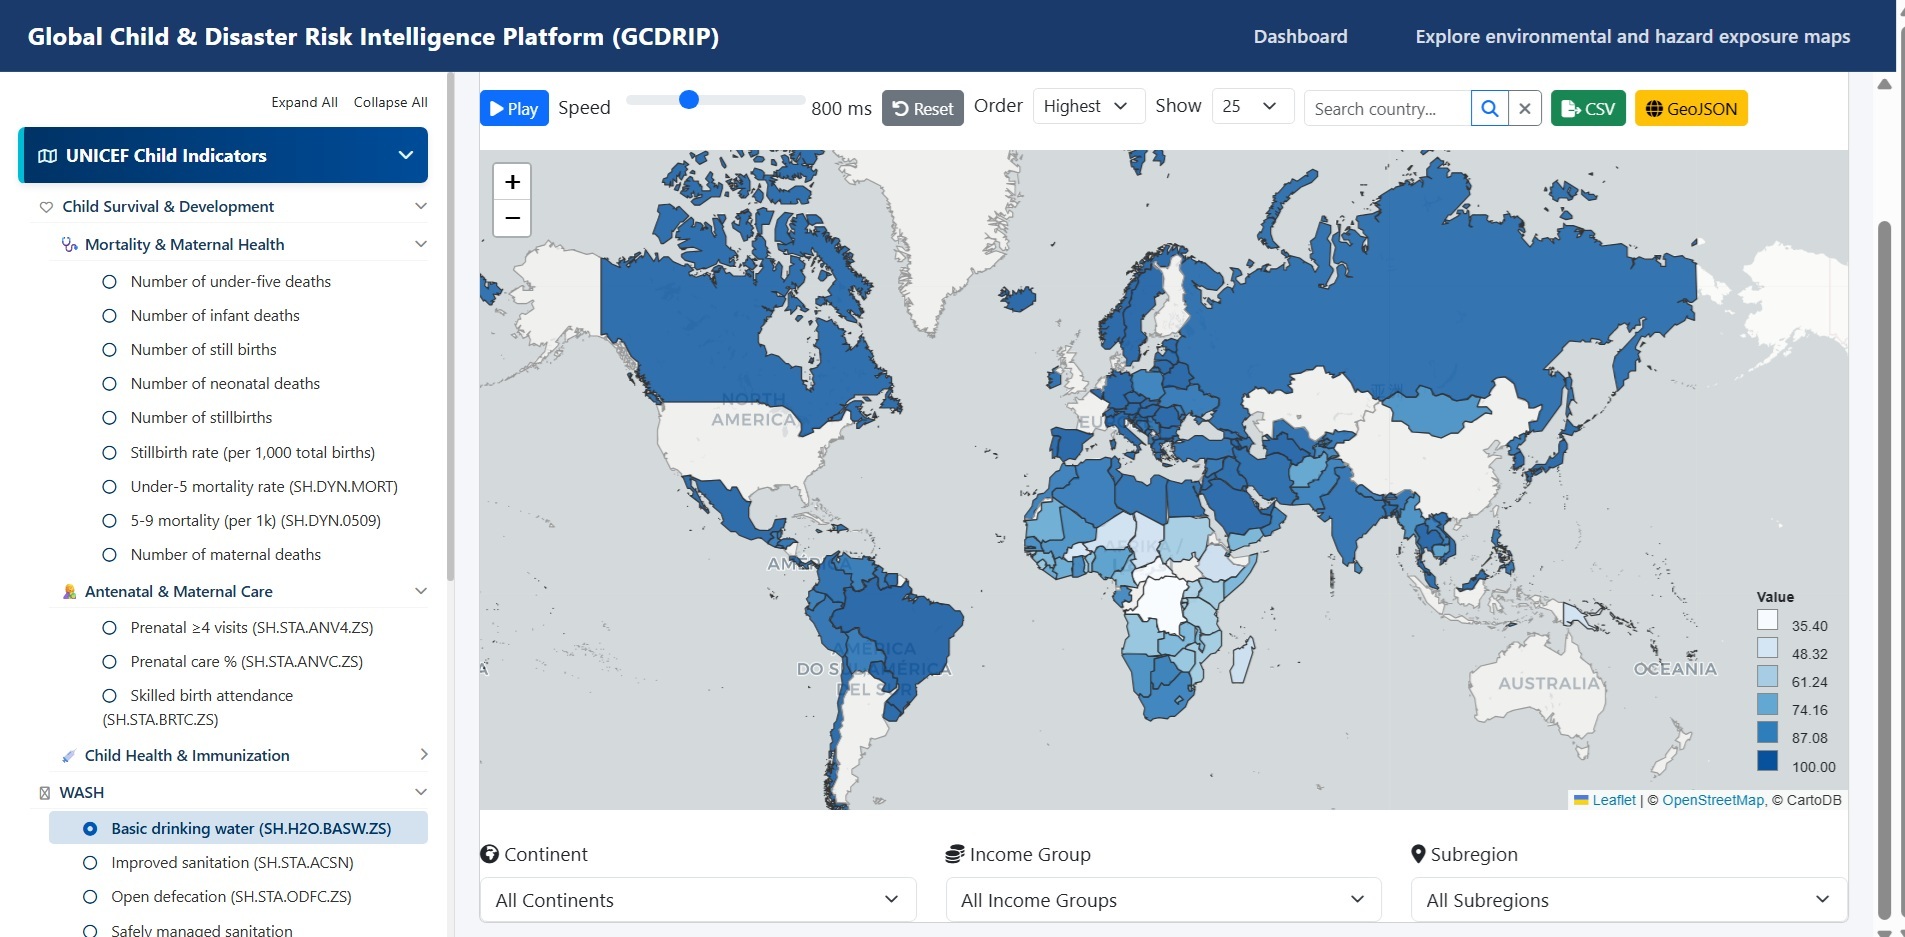 Global Child & Disaster Risk Intelligence Platform (GCDRIP)
Dashboard
Explore environmental and hazard exposure maps
Expand All
Collapse All
UNICEF Child Indicators
Child Survival & Development
Mortality & Maternal Health
Number of under-five deaths
Number of infant deaths
Number of still births
Number of neonatal deaths
Number of stillbirths
Stillbirth rate (per 1,000 total births)
Under-5 mortality rate (SH.DYN.MORT)
5-9 mortality (per 1k) (SH.DYN.0509)
Number of maternal deaths
Antenatal & Maternal Care
Prenatal ≥4 visits (SH.STA.ANV4.ZS)
Prenatal care % (SH.STA.ANVC.ZS)
Skilled birth attendance
(SH.STA.BRTC.ZS)
Child Health & Immunization
WASH
Basic drinking water (SH.H2O.BASW.ZS)
Improved sanitation (SH.STA.ACSN)
Open defecation (SH.STA.ODFC.ZS)
Safely managed sanitation
Play
Speed
800 ms
Reset
Order
Highest
Show
25
Search country...
CSV
GeoJSON
+
−
NORTH
AMERICA
AMÉRICA
DO SUL/AMÉRICA
DEL SUR
AFRIKA /
AUSTRALIA
OCEANIA
Value
35.40
48.32
61.24
74.16
87.08
100.00
Leaflet | © OpenStreetMap, © CartoDB
Continent
All Continents
Income Group
All Income Groups
Subregion
All Subregions